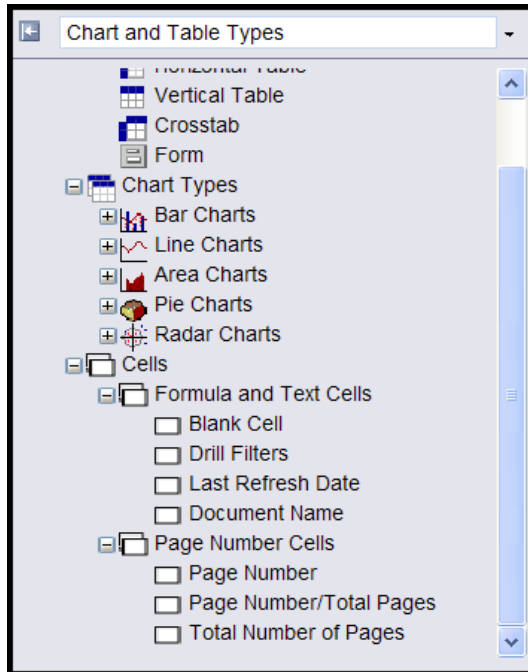 Chart and Table Types
Horizontal Table
Vertical Table
Crosstab
Form
Chart Types
Bar Charts
Line Charts
Area Charts
Pie Charts
Radar Charts
Cells
Formula and Text Cells
Blank Cell
Drill Filters
Last Refresh Date
Document Name
Page Number Cells
Page Number
Page Number/Total Pages
Total Number of Pages